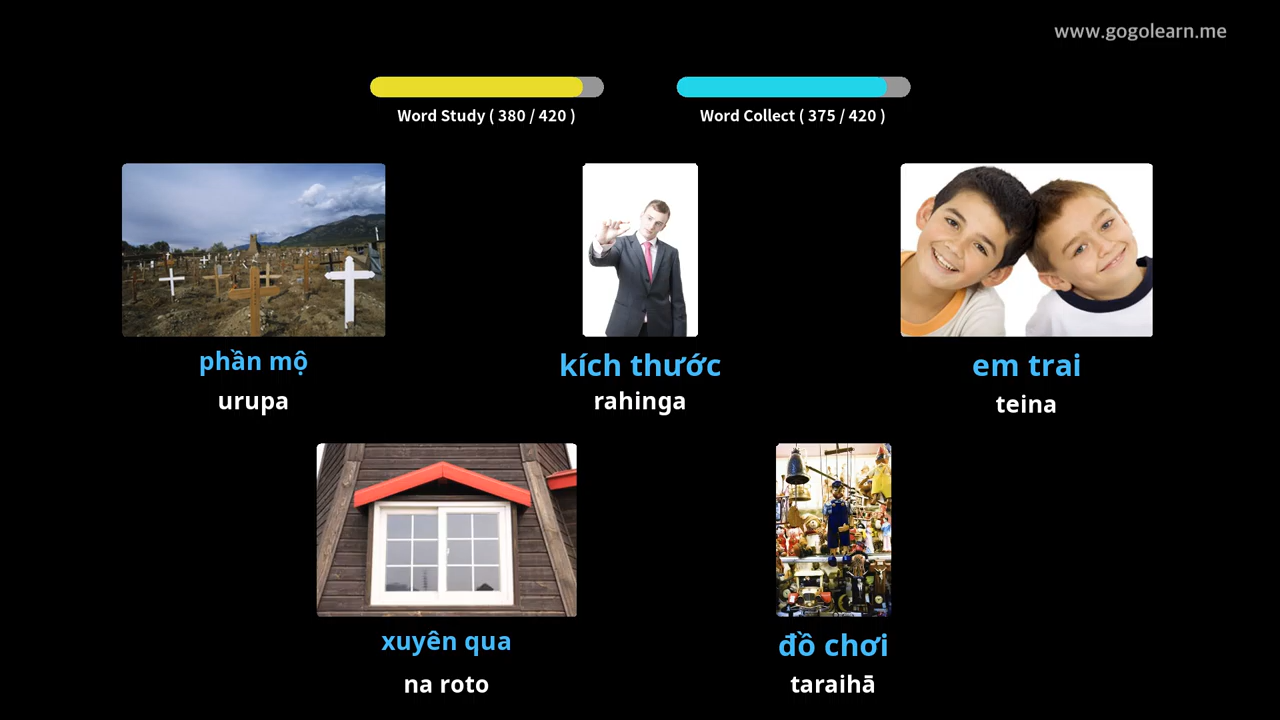 www.gogolearn.me
Word Study ( 380 / 420 )
Word Collect ( 375 / 420 )
phần mộ
urupa
kích thước
rahinga
em trai
teina
xuyên qua
na roto
đồ chơi
taraihā